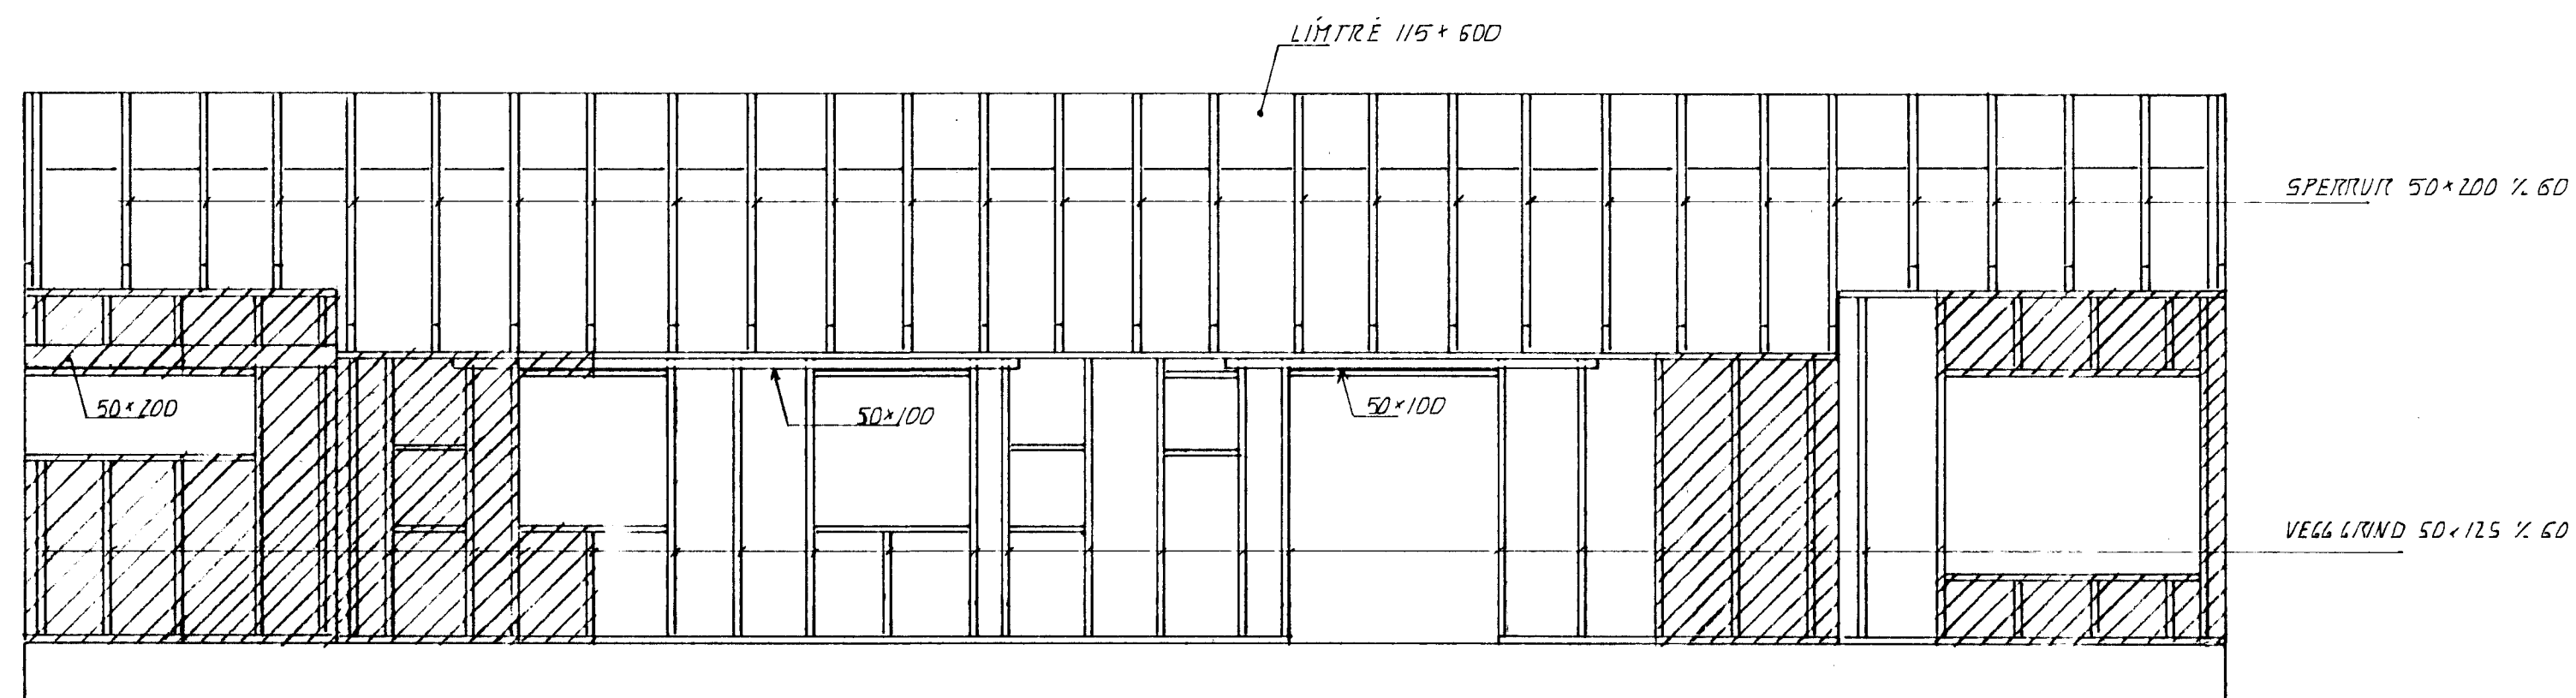 LÍMTRÉ 115 × 600
SPERRUR 50 × 200 ٪ 60
50 × 200
50 × 100
50 × 100
VEGGGRIND 50 × 125 ٪ 60